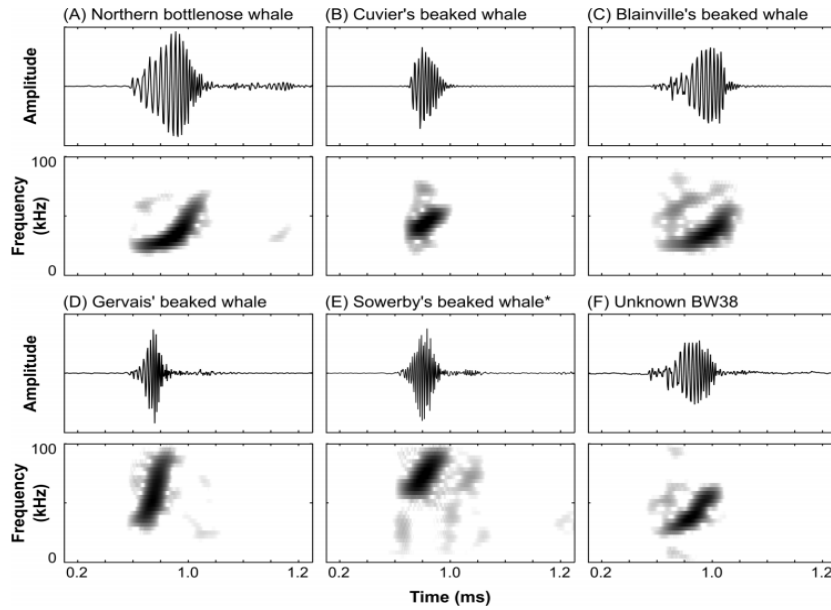 (A) Northern bottlenose whale
(B) Cuvier's beaked whale
(C) Blainville's beaked whale
Amplitude
100
Frequency
(kHz)
0
(D) Gervais' beaked whale
(E) Sowerby's beaked whale*
(F) Unknown BW38
Amplitude
100
Frequency
(kHz)
0
0.2 1.0 1.2 0.2 1.0 1.2 0.2 1.0 1.2
Time (ms)